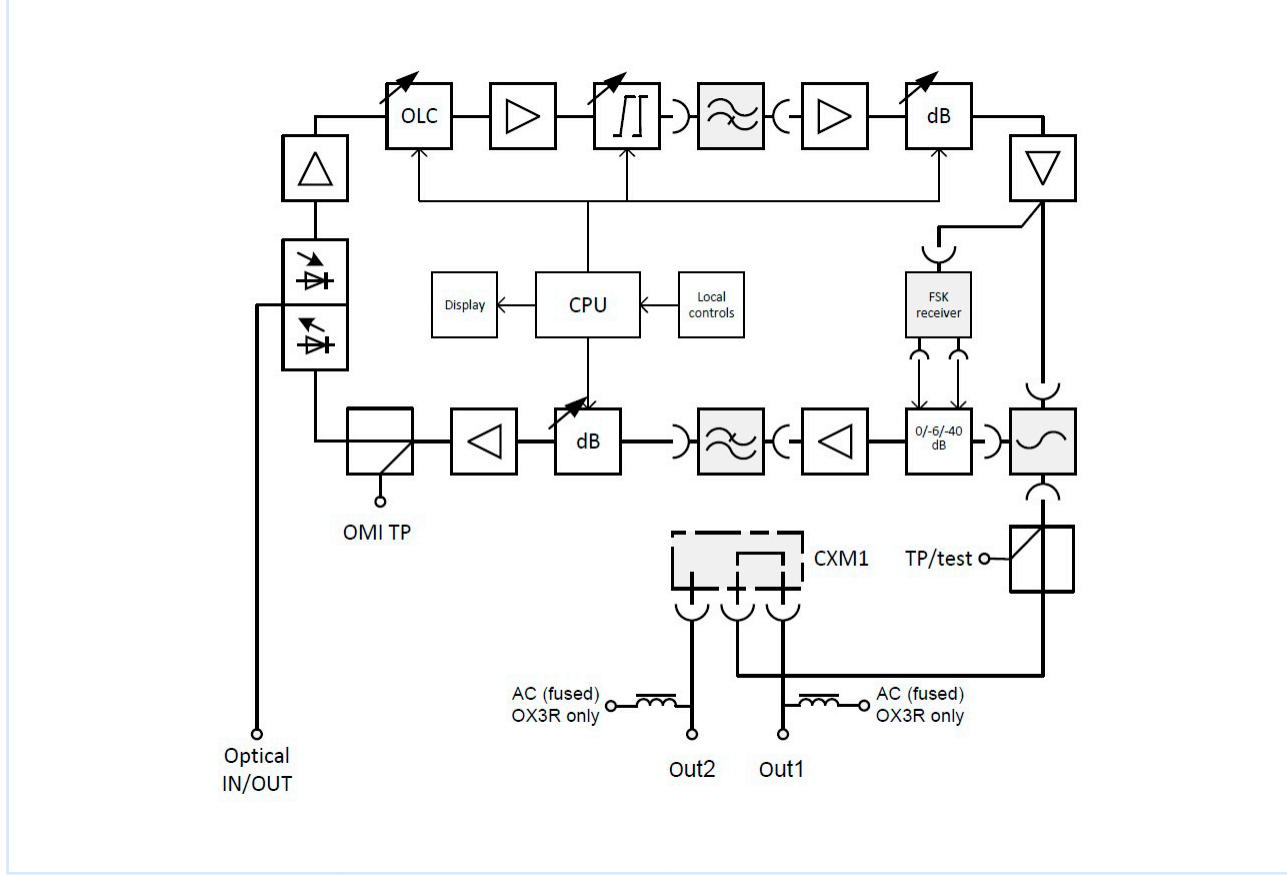 OLC
dB
Display
CPU
Local
controls
FSK
receiver
dB
0/-6/-40
dB
OMI TP
CXM1
TP/test
AC (fused)
OX3R only
AC (fused)
OX3R only
Optical
IN/OUT
Out2
Out1